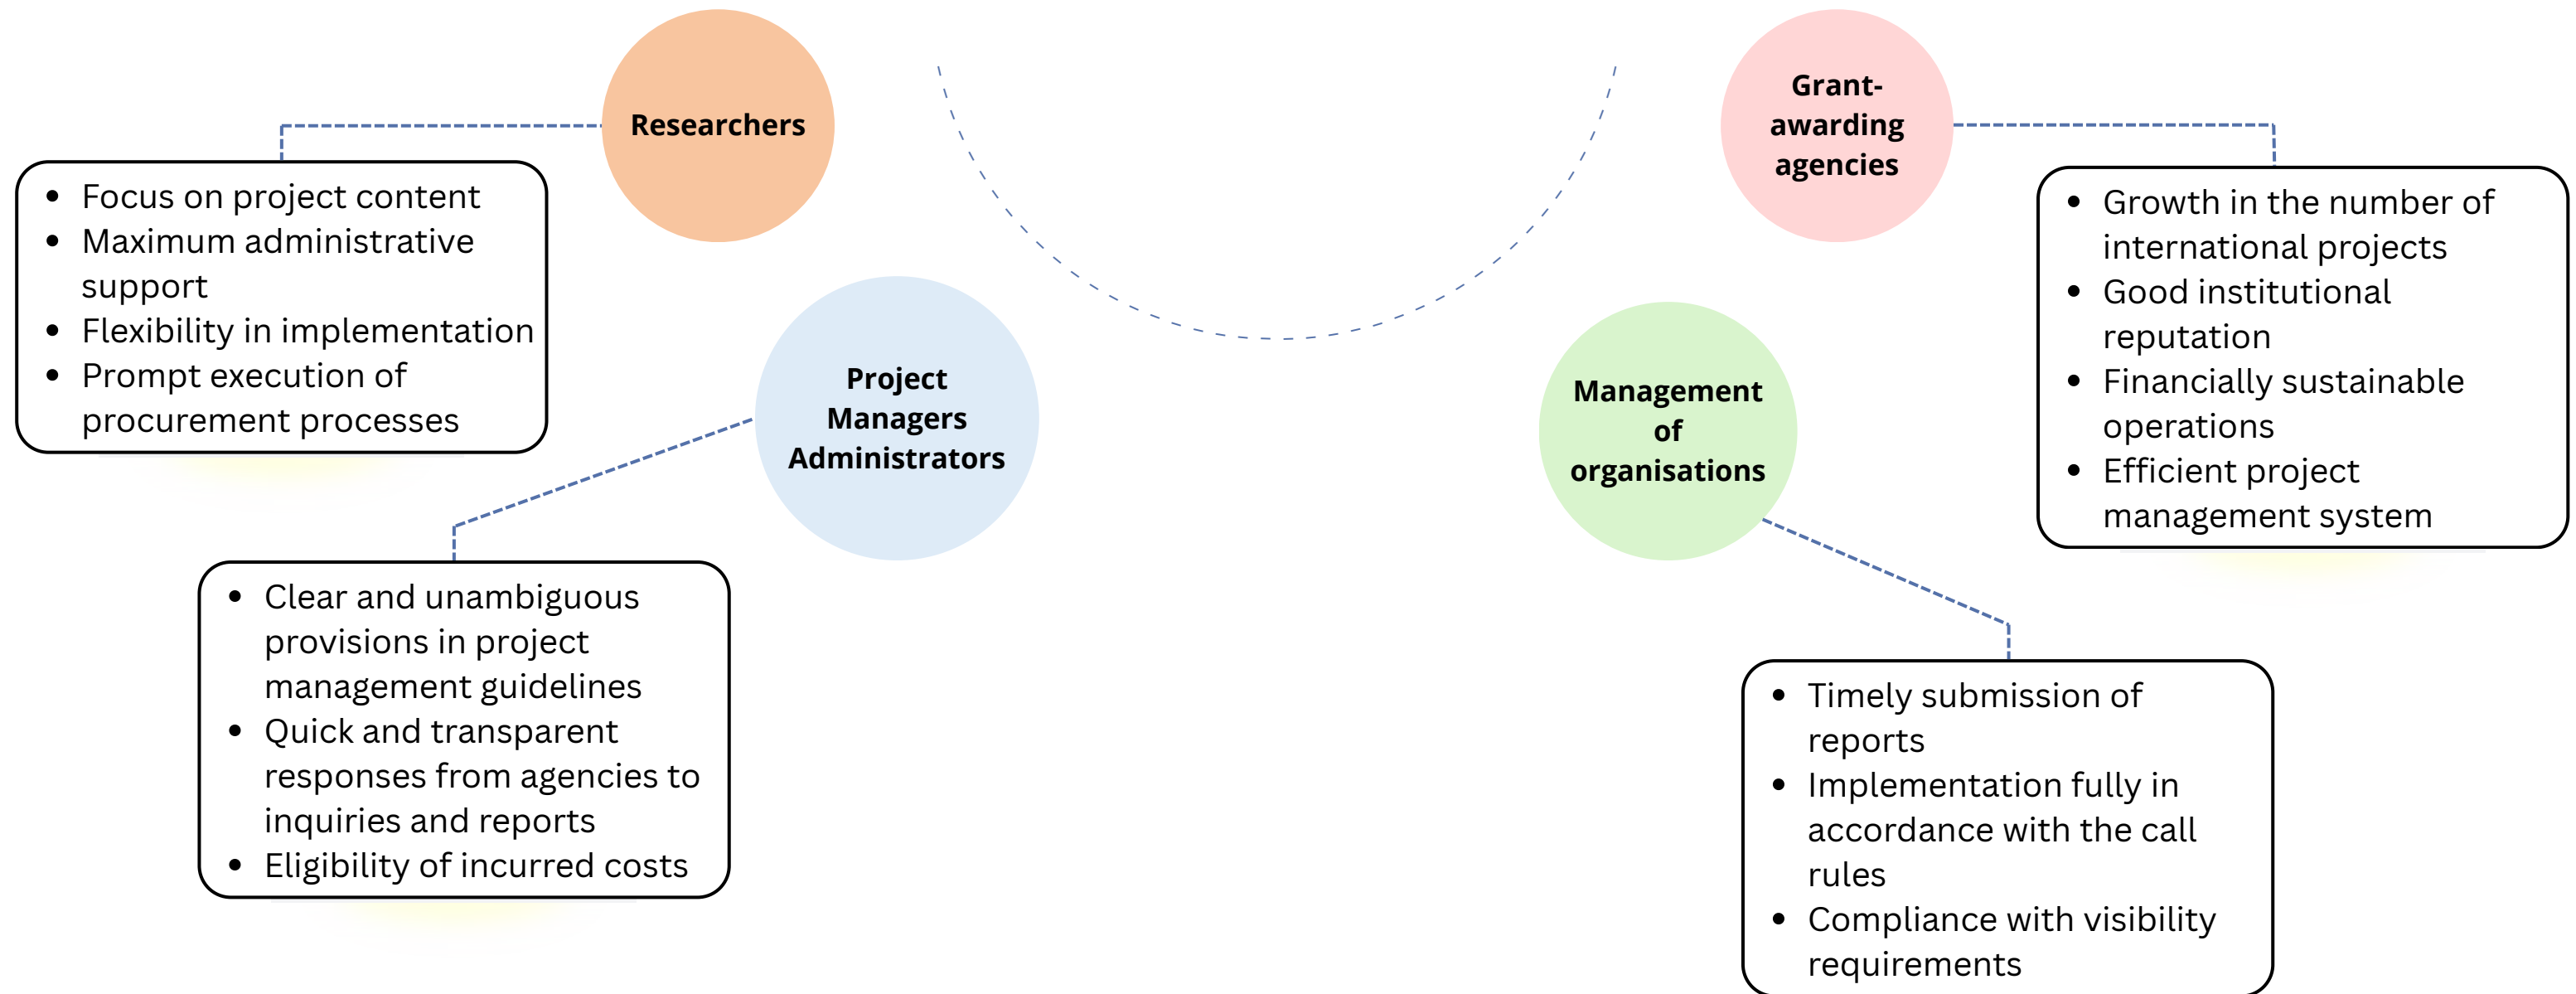 Researchers
• Focus on project content
• Maximum administrative
support
• Flexibility in implementation
• Prompt execution of
procurement processes
Project
Managers
Administrators
• Clear and unambiguous
provisions in project
management guidelines
• Quick and transparent
responses from agencies to
inquiries and reports
• Eligibility of incurred costs
Grant-
awarding
agencies
• Growth in the number of
international projects
• Good institutional
reputation
• Financially sustainable
operations
• Efficient project
management system
Management
of
organisations
• Timely submission of
reports
• Implementation fully in
accordance with the call
rules
• Compliance with visibility
requirements